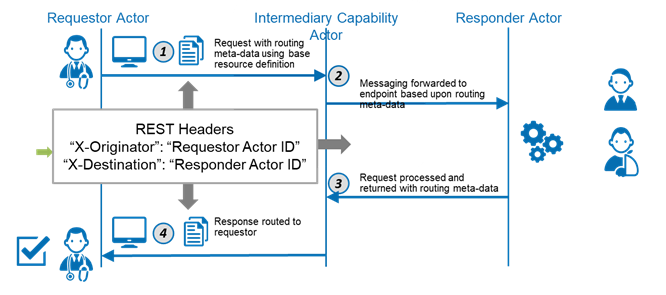 Requestor Actor
Intermediary Capability
Actor
Responder Actor
1
Request with routing
meta-data using base
resource definition
2
Messaging forwarded to
endpoint based upon routing
meta-data
REST Headers
“X-Originator”: “Requestor Actor ID”
“X-Destination”: “Responder Actor ID”
3
Request processed and
returned with routing meta-data
4
Response routed to
requestor